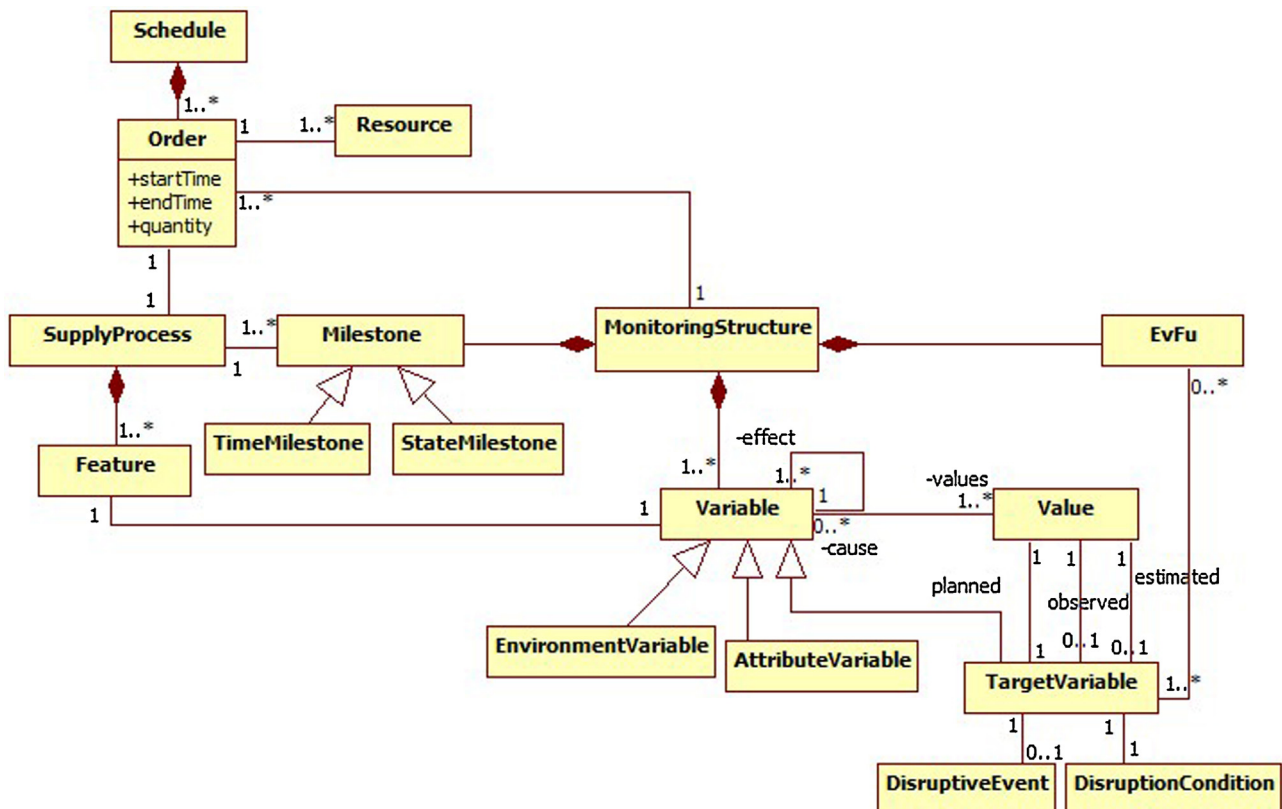 Schedule
1..*
Order
+startTime
+endTime
+quantity
1
1..*
Resource
1..*
1
1
1
SupplyProcess
1..*
1
Milestone
MonitoringStructure
EvFu
0..*
TimeMilestone
StateMilestone
1..*
Feature
1
-effect
1..*
1..*
1
1
Variable
0..*
-cause
-values
1..*
Value
1
1
1
planned
observed
estimated
1
0..1
0..1
EnvironmentVariable
AttributeVariable
TargetVariable
1..*
1
0..1
1
1
DisruptiveEvent
DisruptionCondition